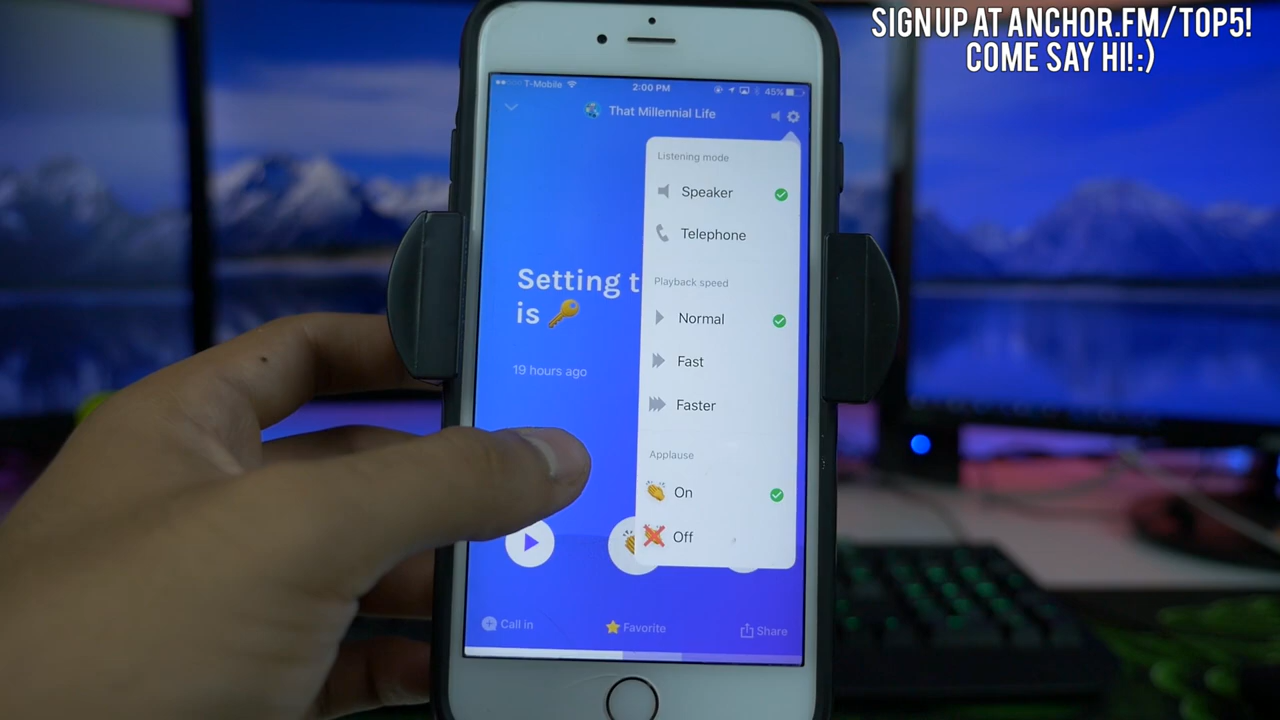 SIGN UP AT ANCHOR.FM/TOP5!
COME SAY HI!:)
T-Mobile 2:00 PM 45%
That Millennial Life
Listening mode
Speaker
Telephone
Setting t
is
Playback speed
Normal
19 hours ago
Fast
Faster
Applause
On
Off
Call in Favorite Share